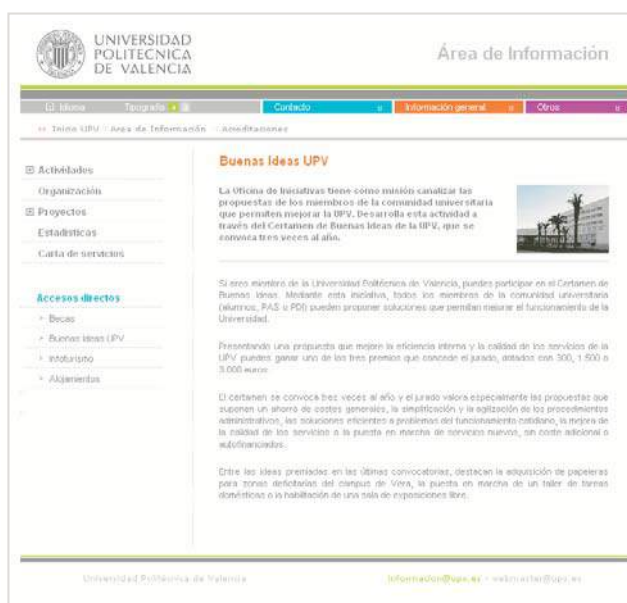 UNIVERSIDAD
POLITECNICA
DE VALENCIA
Área de Información
Idioma Tipografía
Contacto
Información general
Otros
Inicio UPV Área de Información Acreditaciones
Actividades
Organización
Proyectos
Estadísticas
Carta de servicios
Accesos directos
Becas
Buenas ideas UPV
Infoturismo
Alojamientos
Buenas Ideas UPV
La Oficina de Iniciativas tiene como misión canalizar las
propuestas de los miembros de la comunidad universitaria
que permiten mejorar la UPV. Desarrolla esta actividad a
través del Certamen de Buenas Ideas de la UPV, que se
convoca tres veces al año.
Si eres miembro de la Universidad Politécnica de Valencia, puedes participar en el Certamen de
Buenas Ideas. Mediante esta iniciativa, todos los miembros de la comunidad universitaria
(alumnos, PAS o PDI) pueden proponer soluciones que permitan mejorar el funcionamiento de la
Universidad.
Presentando una propuesta que mejore la eficiencia interna y la calidad de los servicios de la
UPV puedes ganar uno de los tres premios que concede el jurado, dotados con 300, 1.500 o
3.000 euros.
El certamen se convoca tres veces al año y el jurado valora especialmente las propuestas que
suponen un ahorro de costes generales, la simplificación y la agilización de los procedimientos
administrativos, las soluciones eficientes a problemas del funcionamiento cotidiano, la mejora de
la calidad de los servicios o la puesta en marcha de servicios nuevos, sin coste adicional o
autofinanciados.
Entre las ideas premiadas en las últimas convocatorias, destacan la adquisición de papeleras
para zonas deficitarias del campus de Vera, la puesta en marcha de un taller de tareas
domésticas o la habilitación de una sala de exposiciones libre.
Universidad Politécnica de Valencia
informacion@upv.es - webmaster@upv.es